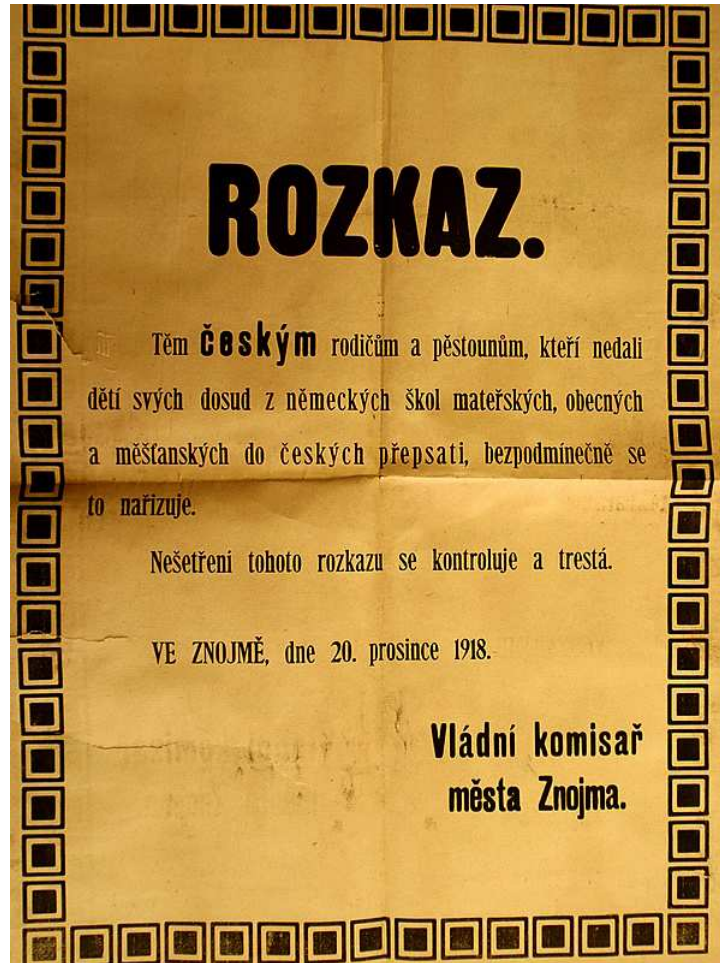 ROZKAZ.
Těm českým rodičům a pěstounům, kteří nedali
dětí svých dosud z německých škol mateřských, obecných
a měšťanských do českých přepsati, bezpodmínečně se
to nařizuje.
Nešetření tohoto rozkazu se kontroluje a trestá.
VE ZNOJMĚ, dne 20. prosince 1918.
Vládní komisař
města Znojma.